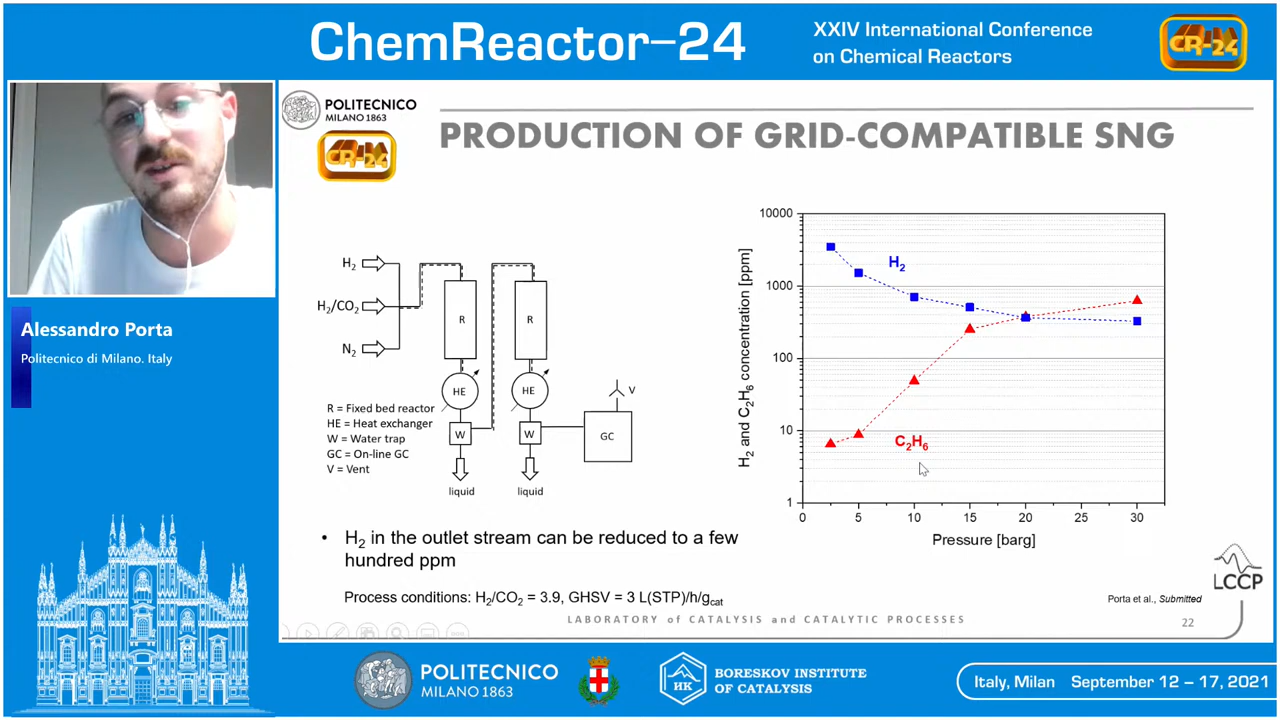 ChemReactor–24
XXIV International Conference
on Chemical Reactors
CR-24
POLITECNICO
MILANO 1863
CR-24
PRODUCTION OF GRID-COMPATIBLE SNG
Alessandro Porta
Politecnico di Milano. Italy
H2
H2/CO2
N2
R
R
HE
HE
W
W
GC
V
liquid
liquid
R = Fixed bed reactor
HE = Heat exchanger
W = Water trap
GC = On-line GC
V = Vent
H2 and C2H6 concentration [ppm]
10000
1000
100
10
1
H2
C2H6
0 5 10 15 20 25 30
Pressure [barg]
• H2 in the outlet stream can be reduced to a few
hundred ppm
Process conditions: H2/CO2 = 3.9, GHSV = 3 L(STP)/h/gcat
Porta et al., Submitted
LCCP
LABORATORY of CATALYSIS and CATALYTIC PROCESSES
22
POLITECNICO
MILANO 1863
НК
BORESKOV INSTITUTE
OF CATALYSIS
Italy, Milan September 12 – 17, 2021